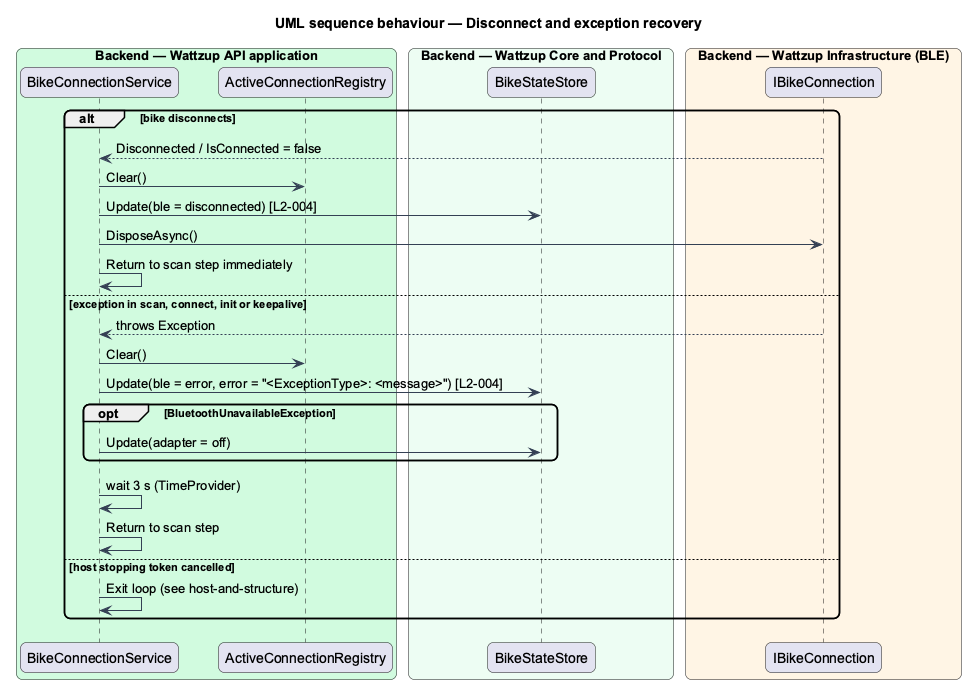 UML sequence behaviour — Disconnect and exception recovery
Backend — Wattzup API application
Backend — Wattzup Core and Protocol
Backend — Wattzup Infrastructure (BLE)
BikeConnectionService
ActiveConnectionRegistry
BikeStateStore
IBikeConnection
alt
[bike disconnects]
Disconnected / IsConnected = false
Clear()
Update(ble = disconnected) [L2-004]
DisposeAsync()
Return to scan step immediately
[exception in scan, connect, init or keepalive]
throws Exception
Clear()
Update(ble = error, error = "<ExceptionType>: <message>") [L2-004]
opt
[BluetoothUnavailableException]
Update(adapter = off)
wait 3 s (TimeProvider)
Return to scan step
[host stopping token cancelled]
Exit loop (see host-and-structure)
BikeConnectionService
ActiveConnectionRegistry
BikeStateStore
IBikeConnection